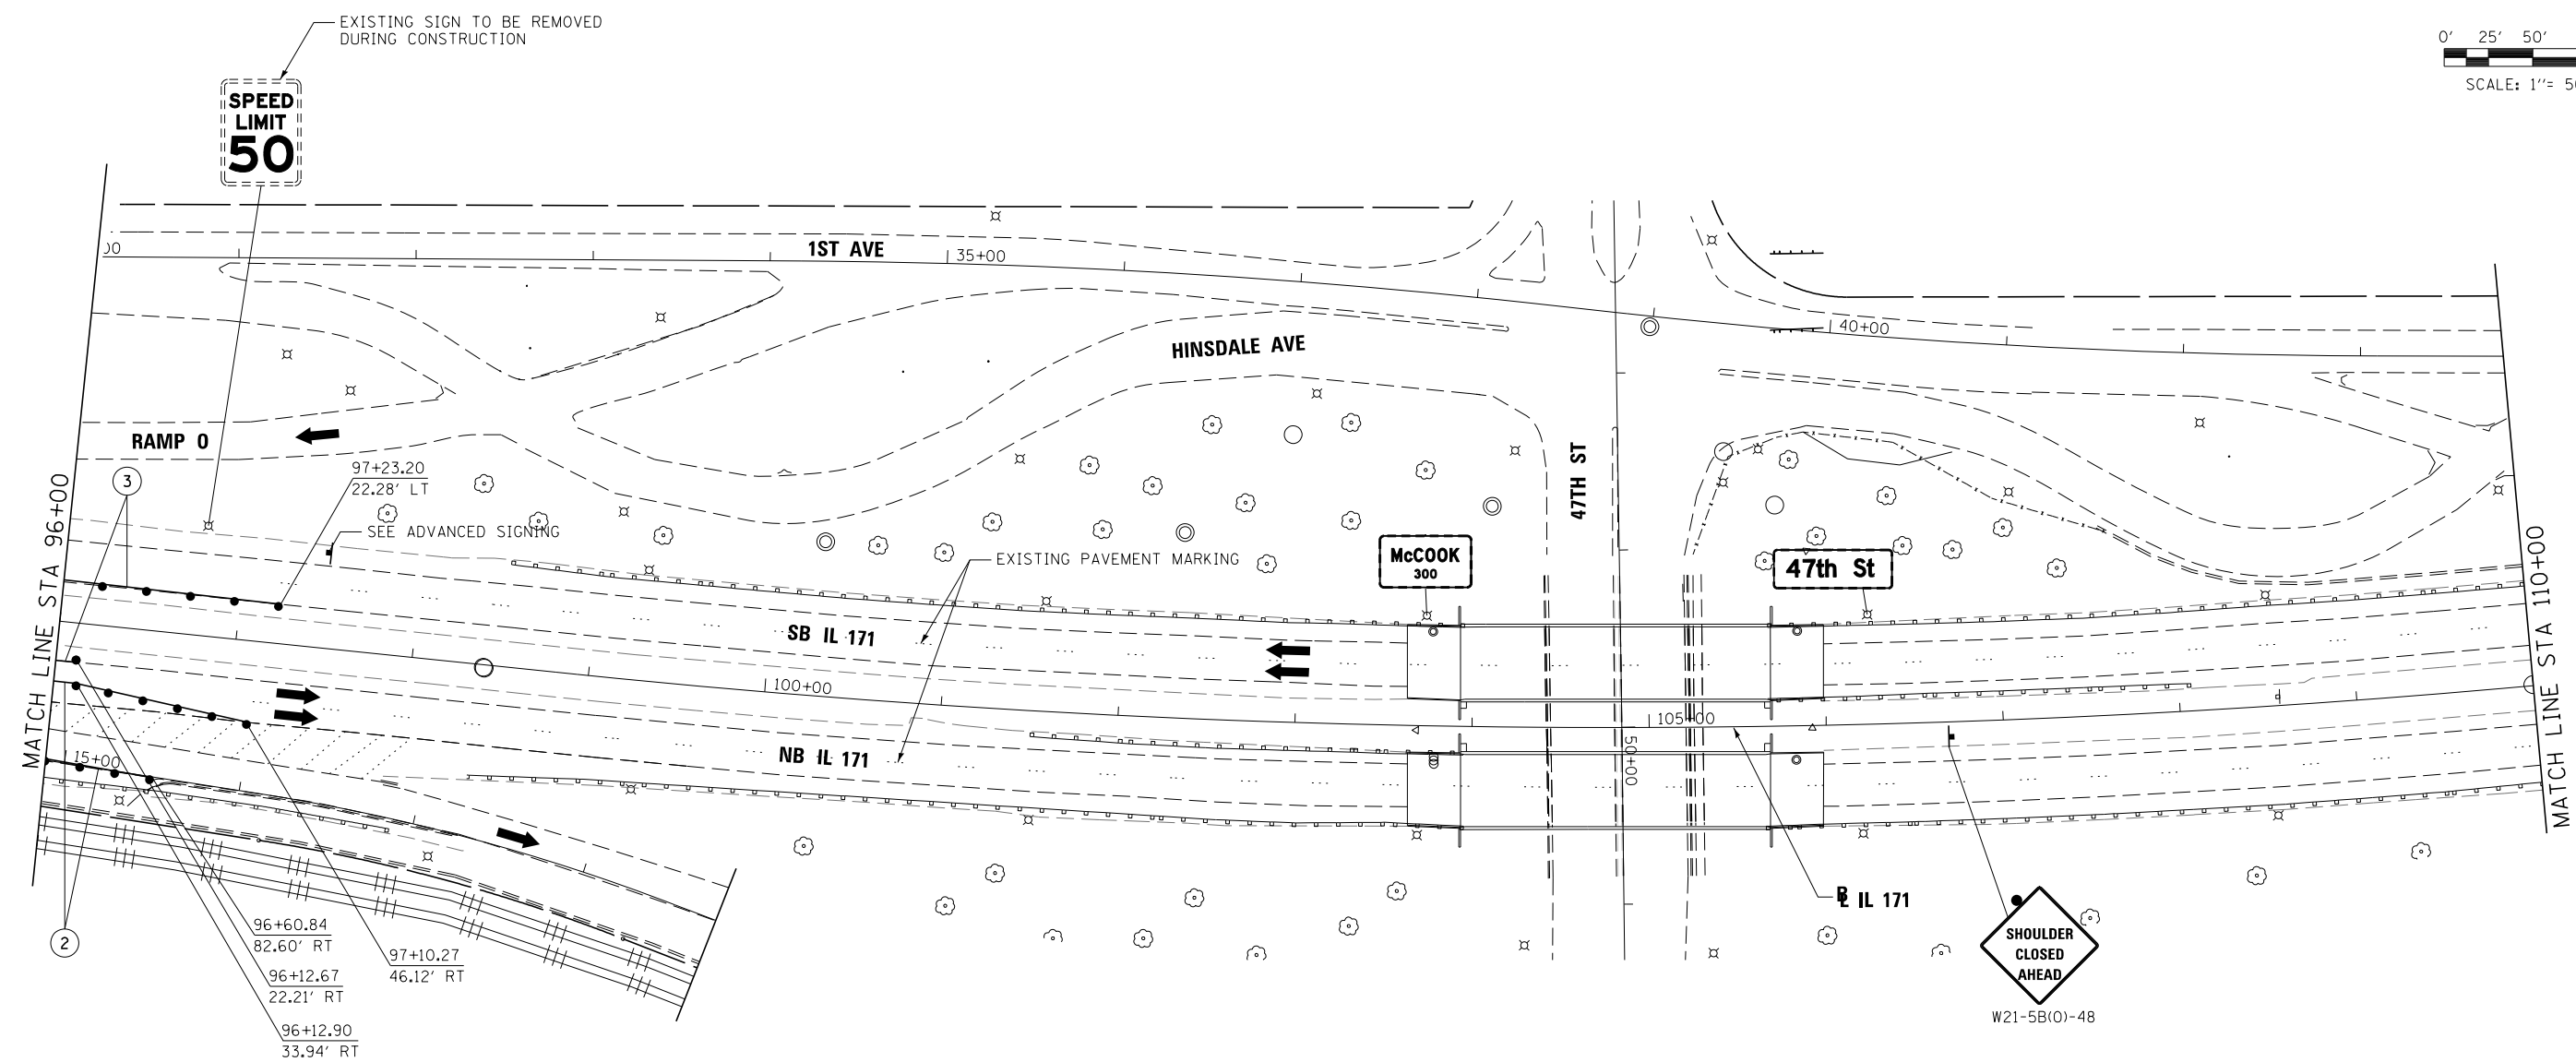 EXISTING SIGN TO BE REMOVED
DURING CONSTRUCTION
0' 25' 50'
SCALE: 1"= 
SPEED
LIMIT
50
1ST AVE
35+00
40+00
HINSDALE AVE
RAMP O
47TH ST
MATCH LINE STA 96+00
3
97+23.20
22.28' LT
SEE ADVANCED SIGNING
EXISTING PAVEMENT MARKING
McCOOK
300
47th St
MATCH LINE STA 110+00
SB IL 171
100+00
105+00
NB IL 171
50+00
15+00
IL 171
2
96+60.84
82.60' RT
97+10.27
46.12' RT
96+12.67
22.21' RT
96+12.90
33.94' RT
SHOULDER
CLOSED
AHEAD
W21-5B(O)-48